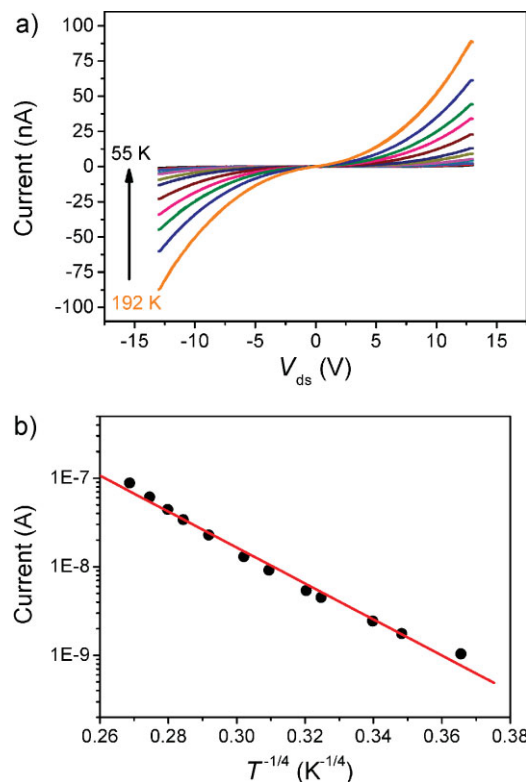 a)
100
75
50
25
0
-25
-50
-75
-100
Current (nA)
55 K
192 K
-15 -10 -5 0 5 10 15
V_ds (V)
b)
1E-7
1E-8
1E-9
Current (A)
0.26 0.28 0.30 0.32 0.34 0.36 0.38
T^-1/4 (K^-1/4)